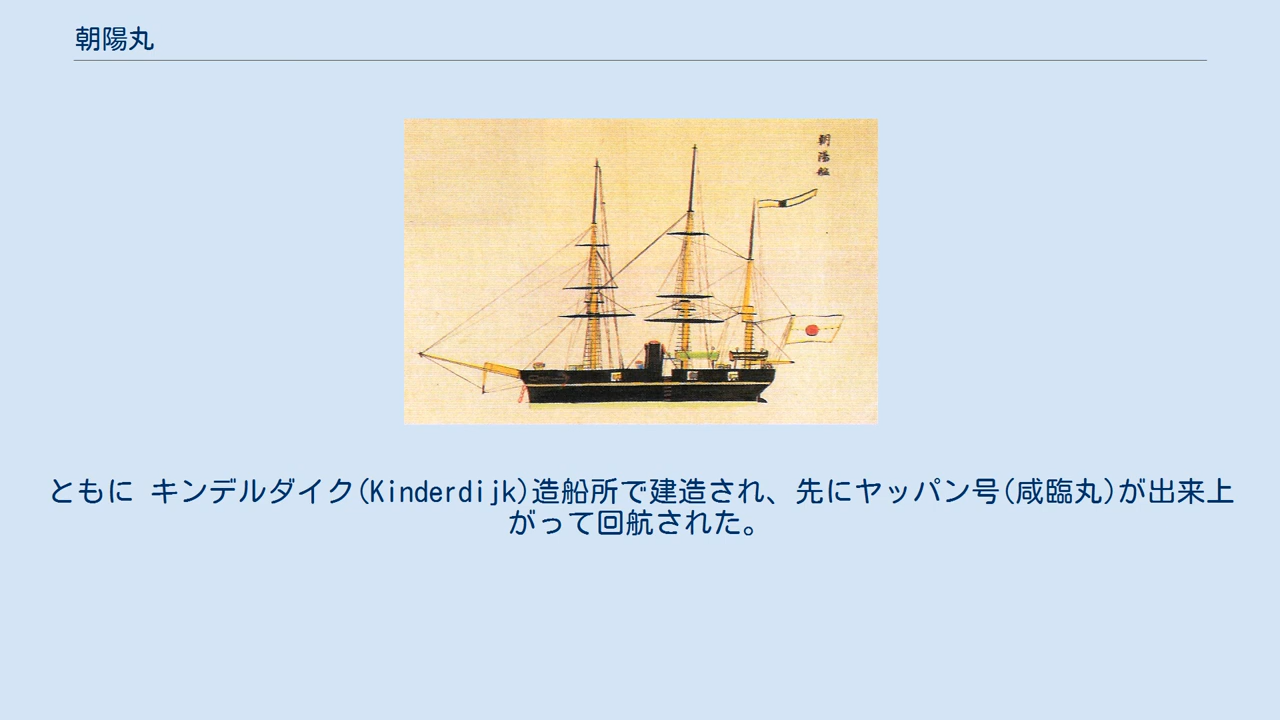 朝陽丸
朝
陽
艦
ともに キンデルダイク(Kinderdijk)造船所で建造され、先にヤッパン号(咸臨丸)が出来上
がって回航された。